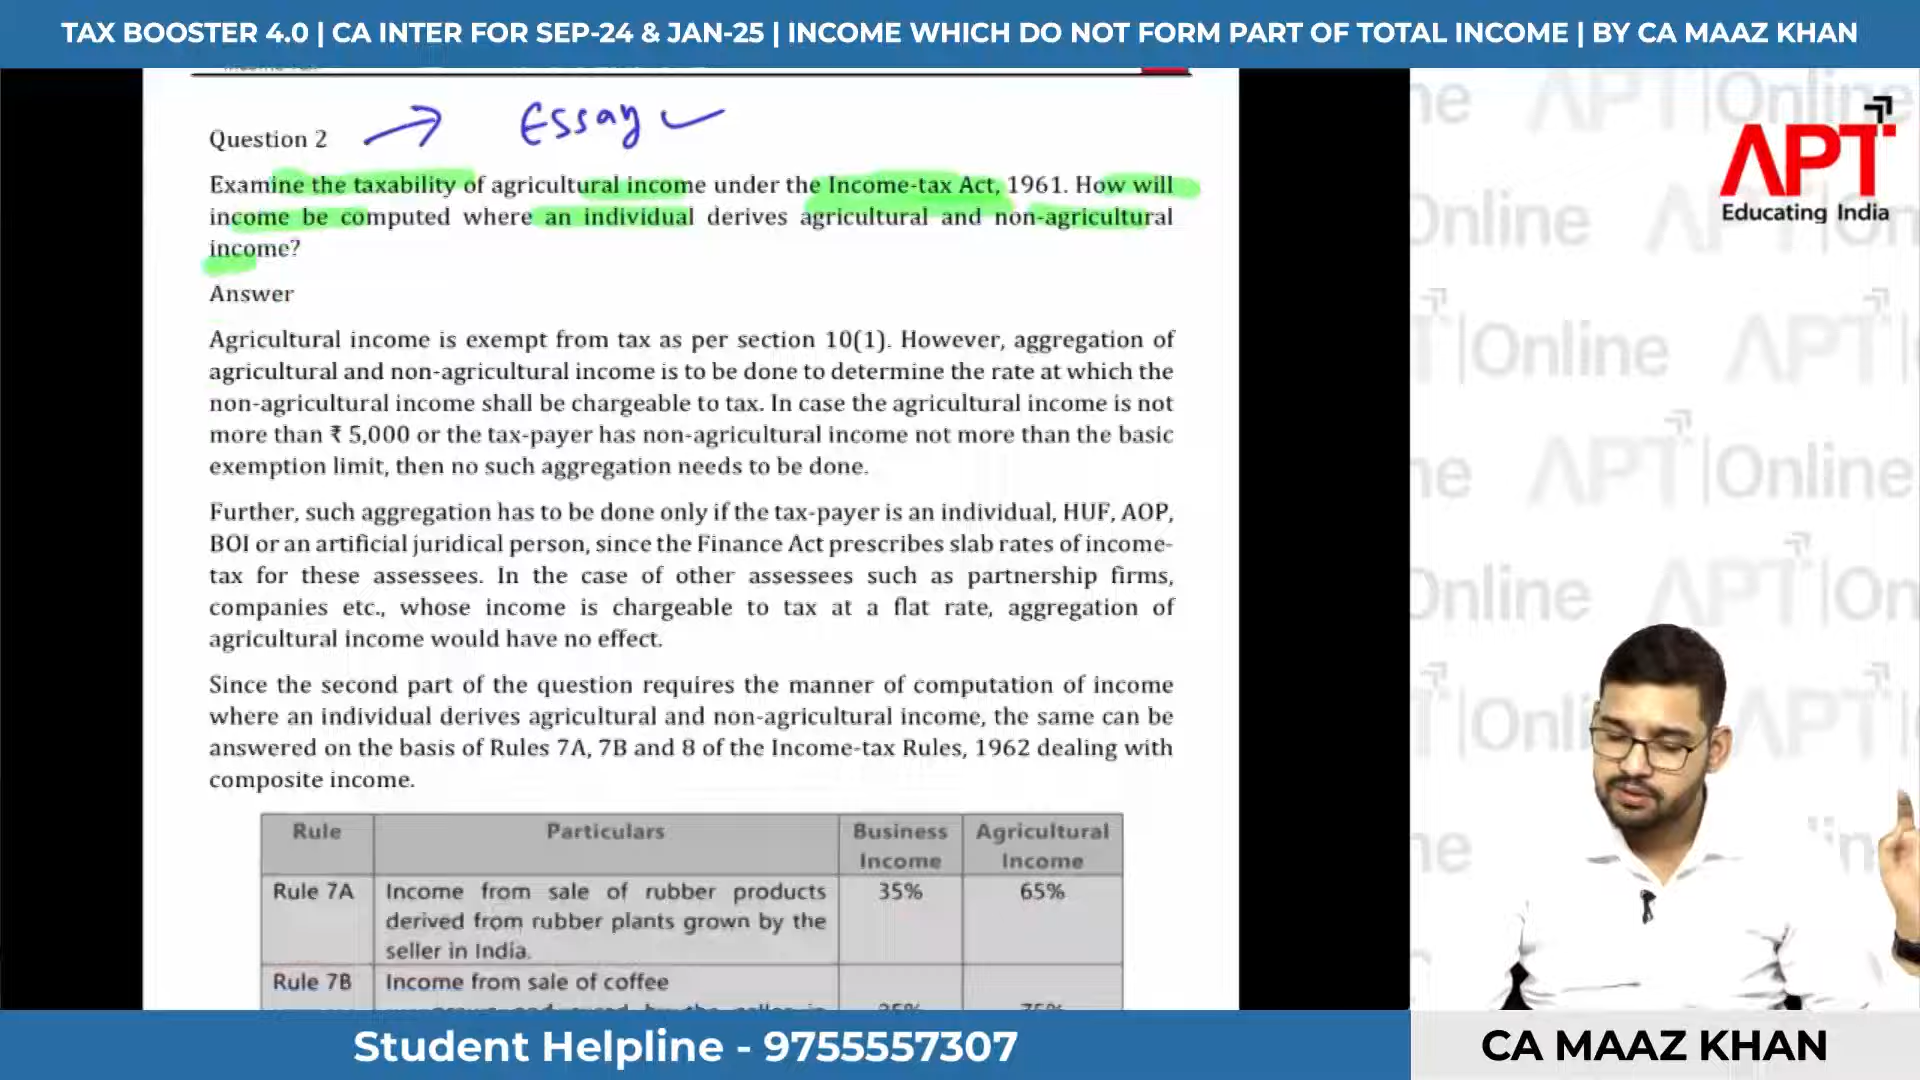 TAX BOOSTER 4.0 | CA INTER FOR SEP-24 & JAN-25 | INCOME WHICH DO NOT FORM PART OF TOTAL INCOME | BY CA MAAZ KHAN
Question 2 → Essay ✓
Examine the taxability of agricultural income under the Income-tax Act, 1961. How will
income be computed where an individual derives agricultural and non-agricultural
income?
Answer
Agricultural income is exempt from tax as per section 10(1). However, aggregation of
agricultural and non-agricultural income is to be done to determine the rate at which the
non-agricultural income shall be chargeable to tax. In case the agricultural income is not
more than ₹ 5,000 or the tax-payer has non-agricultural income not more than the basic
exemption limit, then no such aggregation needs to be done.
Further, such aggregation has to be done only if the tax-payer is an individual, HUF, AOP,
BOI or an artificial juridical person, since the Finance Act prescribes slab rates of income-
tax for these assessees. In the case of other assessees such as partnership firms,
companies etc., whose income is chargeable to tax at a flat rate, aggregation of
agricultural income would have no effect.
Since the second part of the question requires the manner of computation of income
where an individual derives agricultural and non-agricultural income, the same can be
answered on the basis of Rules 7A, 7B and 8 of the Income-tax Rules, 1962 dealing with
composite income.
Rule Particulars Business Agricultural
Income Income
Rule 7A Income from sale of rubber products 35% 65%
derived from rubber plants grown by the
seller in India.
Rule 7B Income from sale of coffee
APT
Educating India
APT Online
Student Helpline - 9755557307
CA MAAZ KHAN